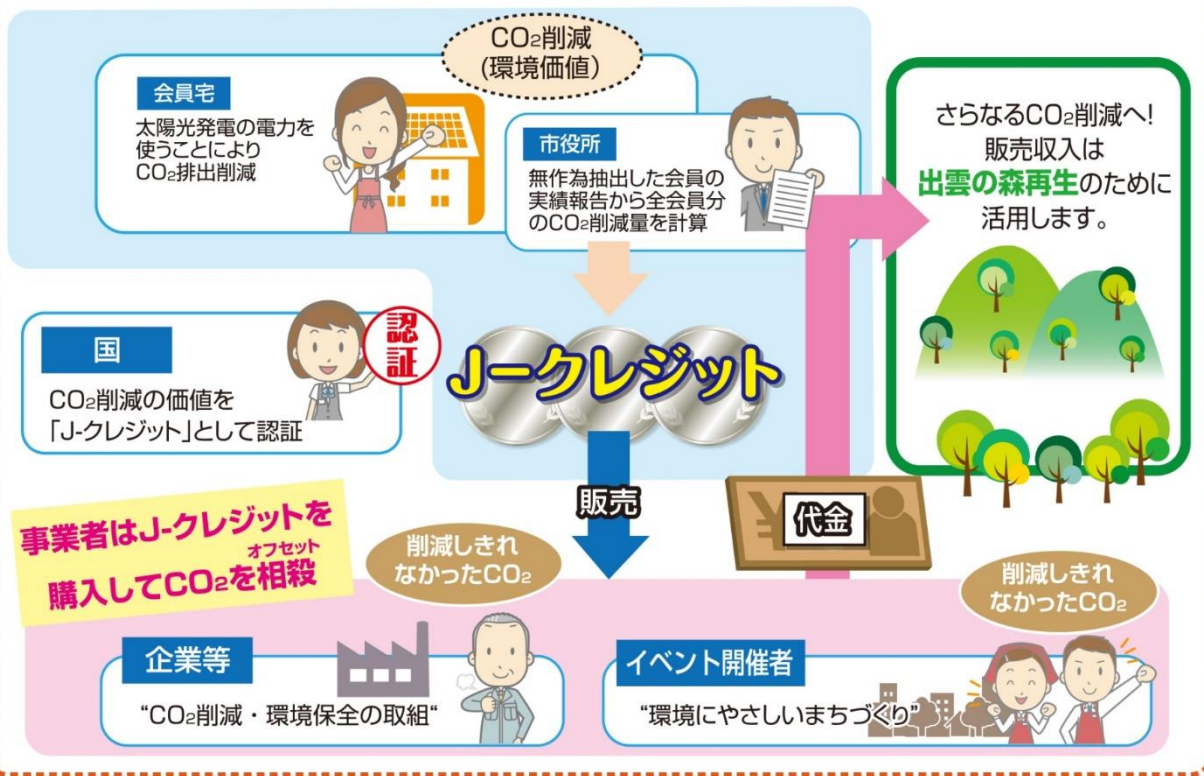 CO₂削減
(環境価値)
会員宅
太陽光発電の電力を
使うことにより
CO₂排出削減
市役所
無作為抽出した会員の
実績報告から全会員分
のCO₂削減量を計算
さらなるCO₂削減へ!
販売収入は
出雲の森再生のために
活用します。
国
CO₂削減の価値を
「J-クレジット」として認証
認証
J-クレジット
販売
¥
代金
事業者はJ-クレジットを
オフセット
購入してCO₂を相殺
削減しきれ
なかったCO₂
削減しきれ
なかったCO₂
企業等
“CO₂削減・環境保全の取組“
イベント開催者
“環境にやさしいまちづくり”